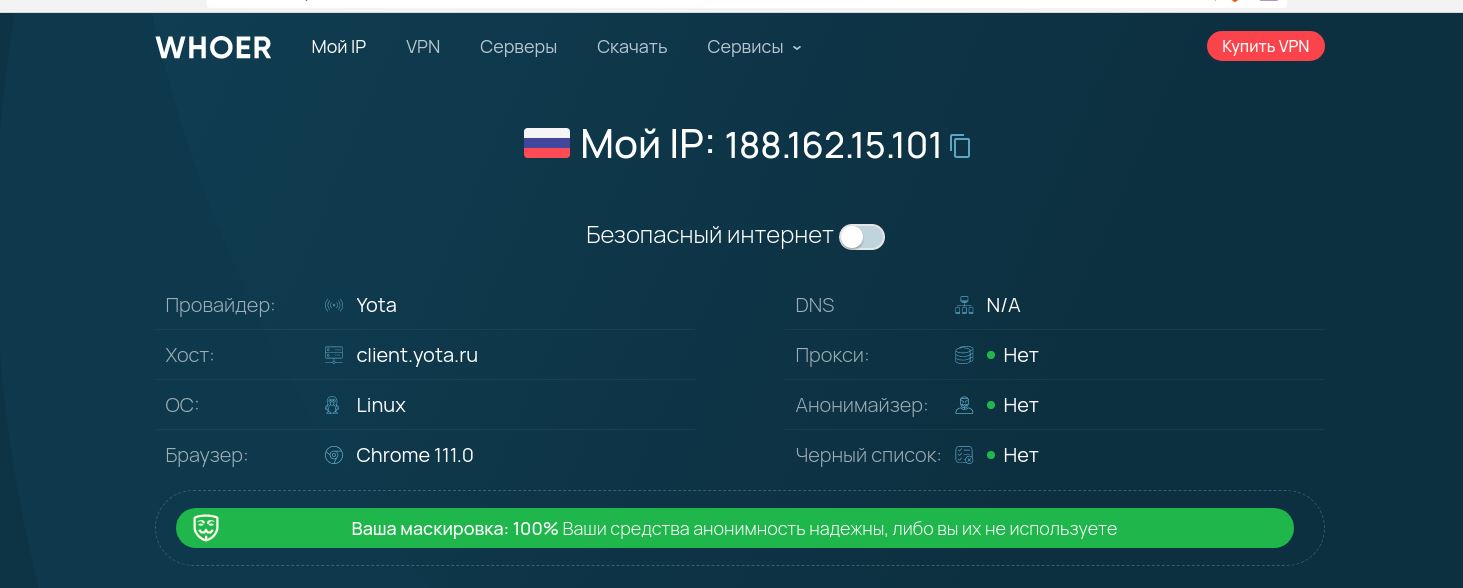 WHOER Мой IP VPN Серверы Скачать Сервисы Купить VPN
Мой IP: 188.162.15.101
Безопасный интернет
Провайдер: Yota DNS N/A
Хост: client.yota.ru Прокси: Нет
ОС: Linux Анонимайзер: Нет
Браузер: Chrome 111.0 Черный список: Нет
Ваша маскировка: 100% Ваши средства анонимность надежны, либо вы их не используете